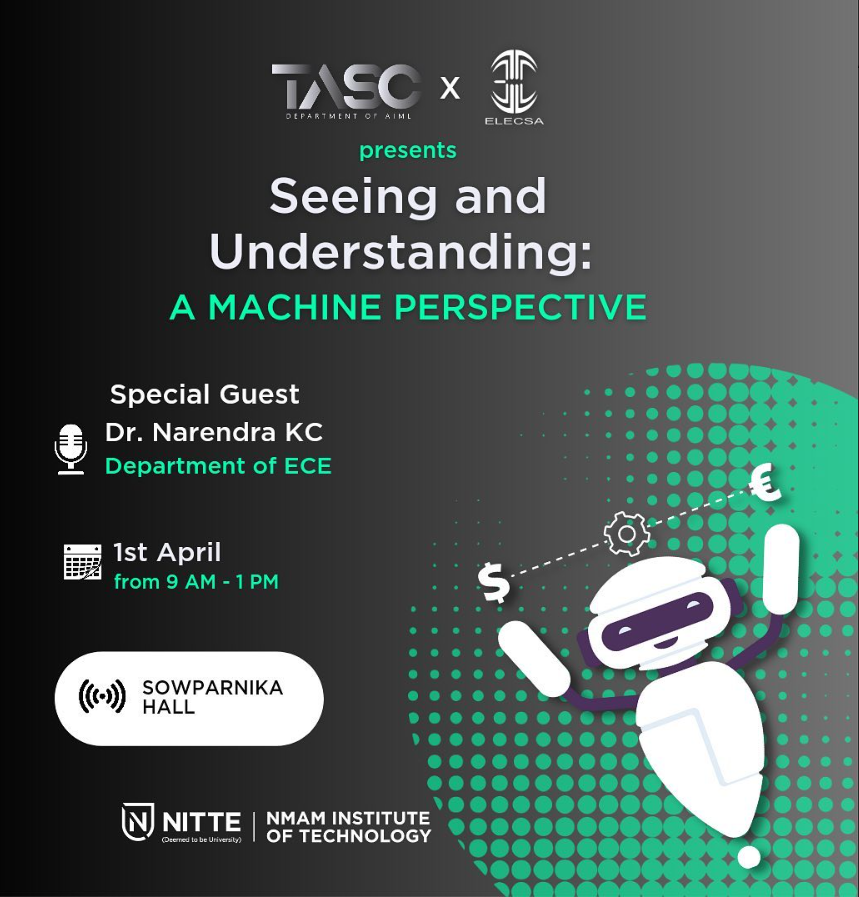 TASC x
DEPARTMENT OF AIML
ELECSA
presents
Seeing and
Understanding:
A MACHINE PERSPECTIVE
Special Guest
Dr. Narendra KC
Department of ECE
1st April
from 9 AM - 1 PM
SOWPARNIKA
HALL
€
$
N NITTE
(Deemed to be University)
NMAM INSTITUTE
OF TECHNOLOGY